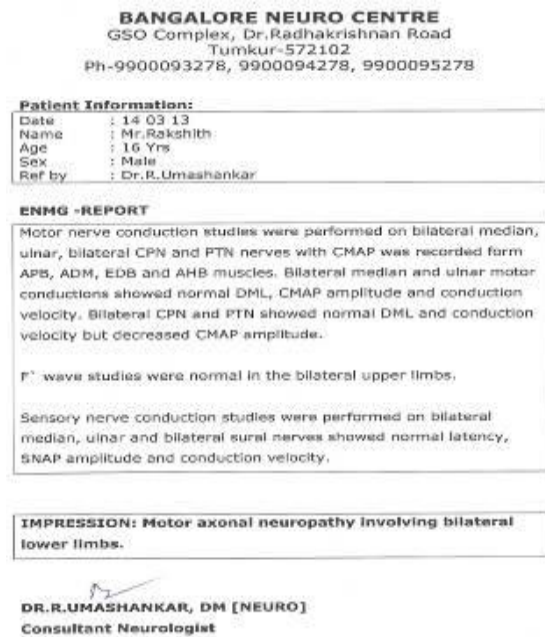 BANGALORE NEURO CENTRE
GSO Complex, Dr.Radhakrishnan Road
Tumkur-572102
Ph-9900093278, 9900094278, 9900095278
Patient Information:
Date : 14 03 13
Name : Mr.Rakshith
Age : 16 Yrs
Sex : Male
Ref by : Dr.R.Umashankar
ENMG -REPORT
Motor nerve conduction studies were performed on bilateral median,
ulnar, bilateral CPN and PTN nerves with CMAP was recorded form
APB, ADM, EDB and AHB muscles. Bilateral median and ulnar motor
conductions showed normal DML, CMAP amplitude and conduction
velocity. Bilateral CPN and PTN showed normal DML and conduction
velocity but decreased CMAP amplitude.
F` wave studies were normal in the bilateral upper limbs.
Sensory nerve conduction studies were performed on bilateral
median, ulnar and bilateral sural nerves showed normal latency,
SNAP amplitude and conduction velocity.
IMPRESSION: Motor axonal neuropathy involving bilateral
lower limbs.
DR.R.UMASHANKAR, DM [NEURO]
Consultant Neurologist